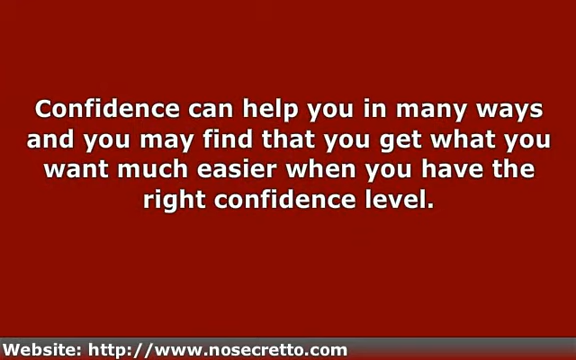 Confidence can help you in many ways
and you may find that you get what you
want much easier when you have the
right confidence level.
Website: http://www.nosecretto.com